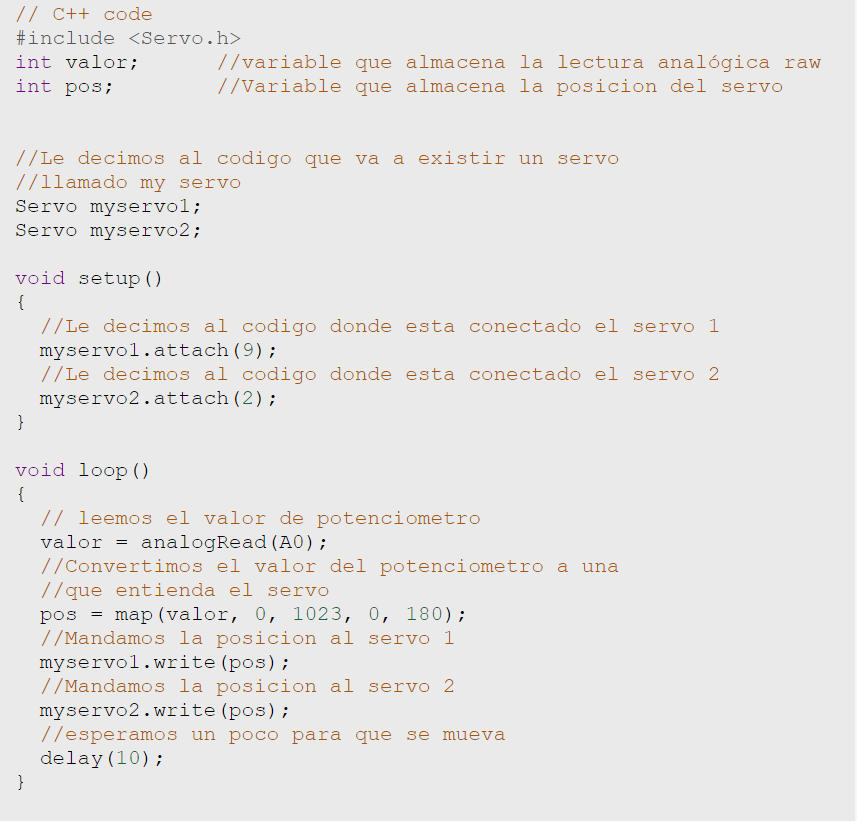 // C++ code
#include <Servo.h>
int valor;      //variable que almacena la lectura analógica raw
int pos;        //Variable que almacena la posicion del servo
//Le decimos al codigo que va a existir un servo
//llamado my servo
Servo myservo1;
Servo myservo2;
void setup()
{
  //Le decimos al codigo donde esta conectado el servo 1
  myservo1.attach(9);
  //Le decimos al codigo donde esta conectado el servo 2
  myservo2.attach(2);
}
void loop()
{
  // leemos el valor de potenciometro
  valor = analogRead(A0);
  //Convertimos el valor del potenciometro a una
  //que entienda el servo
  pos = map(valor, 0, 1023, 0, 180);
  //Mandamos la posicion al servo 1
  myservo1.write(pos);
  //Mandamos la posicion al servo 2
  myservo2.write(pos);
  //esperamos un poco para que se mueva
  delay(10);
}